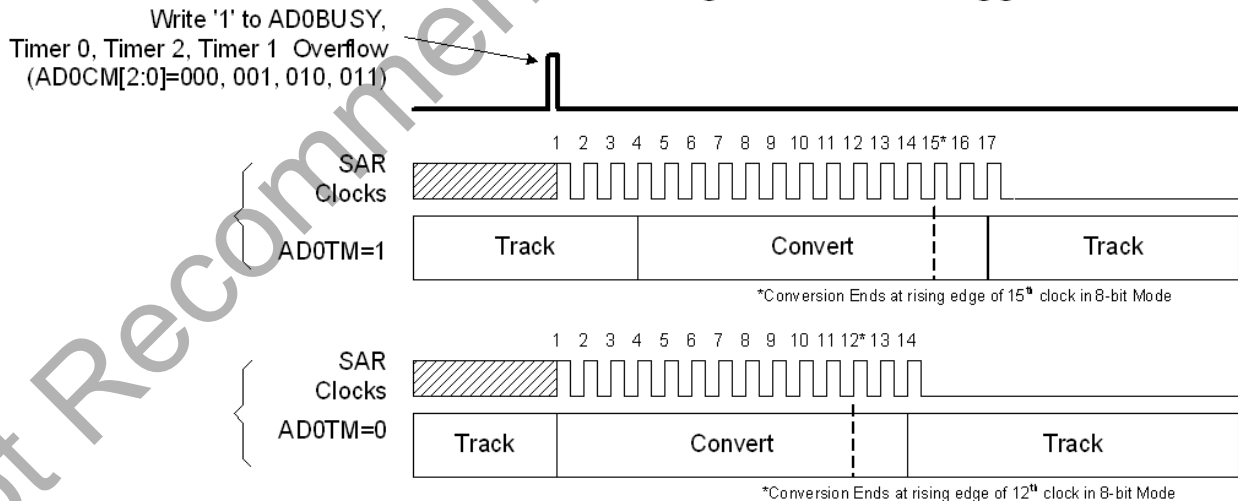 Write '1' to AD0BUSY,
Timer 0, Timer 2, Timer 1 Overflow
(AD0CM[2:0]=000, 001, 010, 011)
1 2 3 4 5 6 7 8 9 10 11 12 13 14 15* 16 17
SAR
Clocks
AD0TM=1
Track
Convert
Track
*Conversion Ends at rising edge of 15th clock in 8-bit Mode
1 2 3 4 5 6 7 8 9 10 11 12* 13 14
SAR
Clocks
AD0TM=0
Track
Convert
Track
*Conversion Ends at rising edge of 12th clock in 8-bit Mode